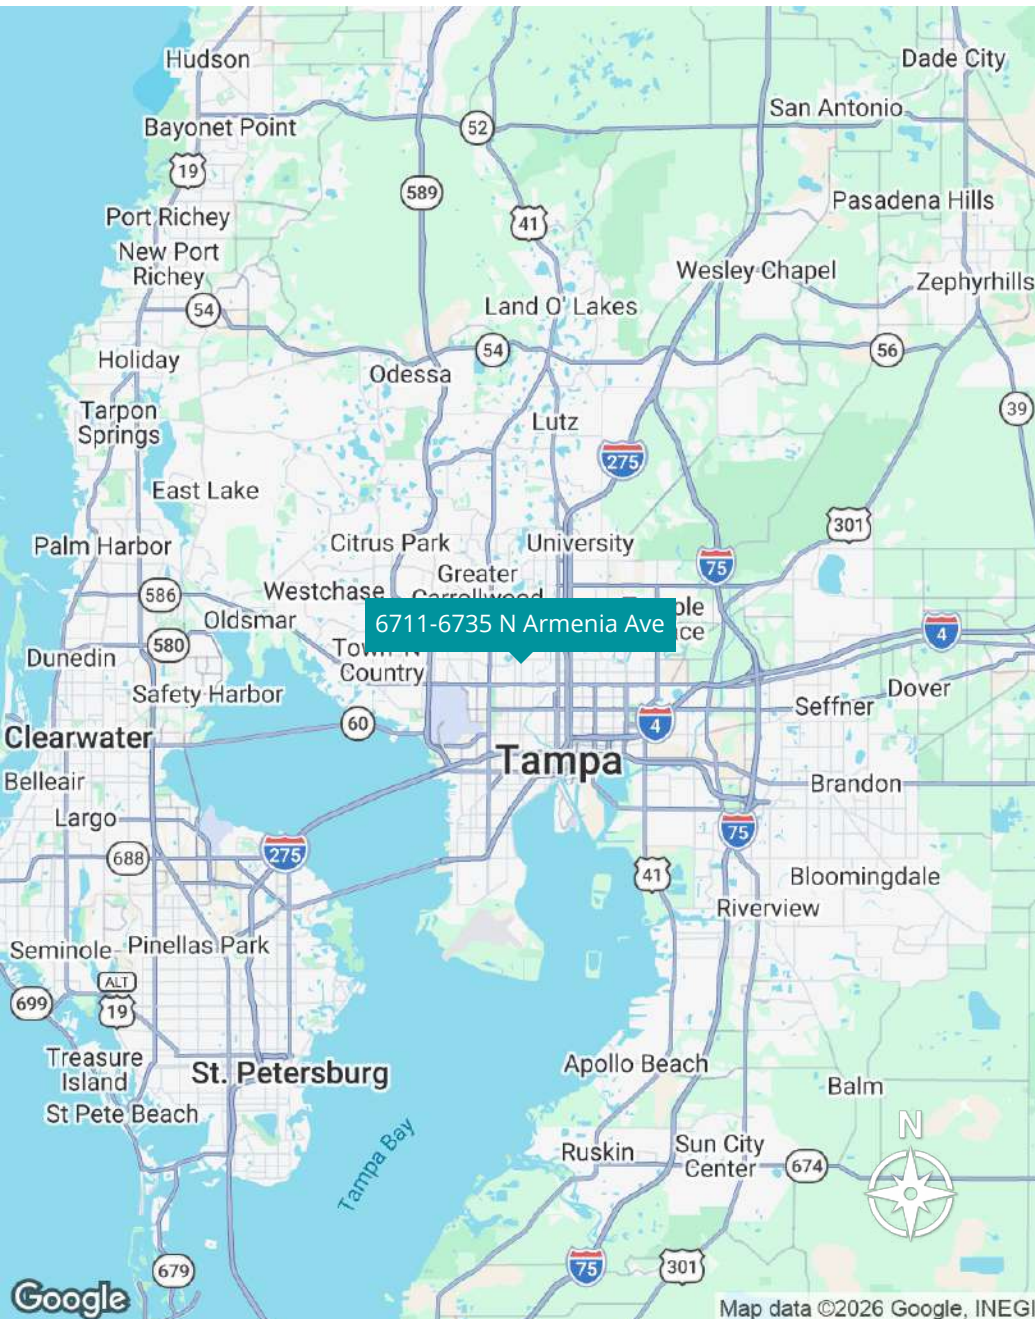 Hudson
Dade City
San Antonio
Bayonet Point
52
19
589
Pasadena Hills
Port Richey
41
New Port
Richey
Wesley Chapel
Zephyrhills
Land O' Lakes
54
54
56
Holiday
Odessa
39
Tarpon
Springs
Lutz
275
East Lake
301
Palm Harbor
Citrus Park
University
75
Greater
Carrollwood
Westchase
586
Oldsmar
6711-6735 N Armenia Ave
4
580
Town 'N'
Country
Dunedin
Safety Harbor
Dover
Seffner
60
4
Clearwater
Tampa
Belleair
Brandon
Largo
75
275
688
41
Bloomingdale
Riverview
Seminole
Pinellas Park
ALT
19
699
Treasure
Island
St. Petersburg
Apollo Beach
Balm
St Pete Beach
N
Tampa Bay
Ruskin
Sun City
Center
674
679
75
301
Google
Map data ©2026 Google, INEGI